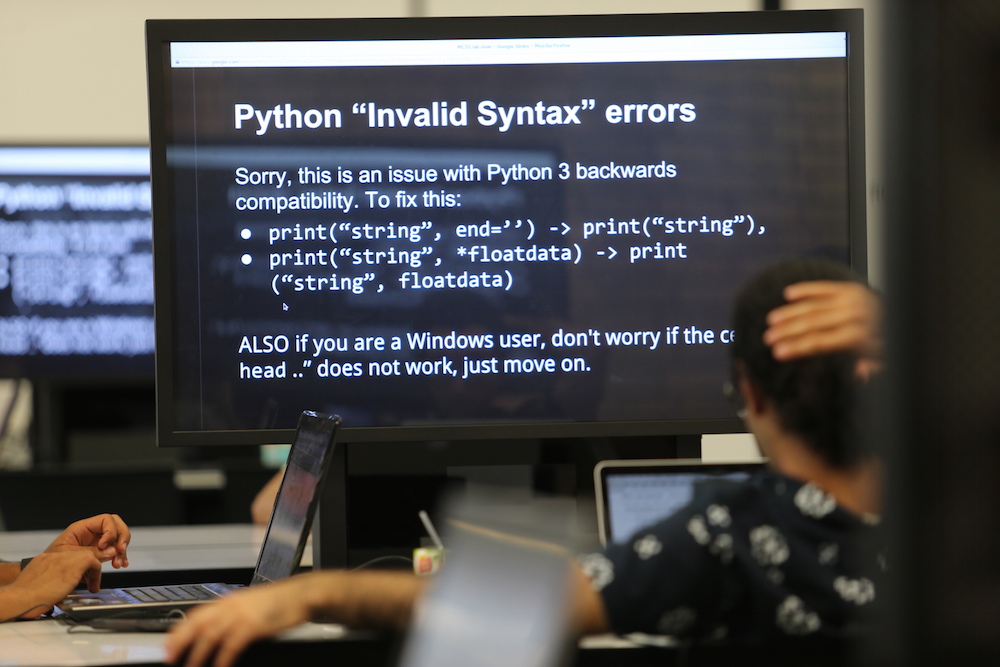 Python “Invalid Syntax” errors
Sorry, this is an issue with Python 3 backwards
compatibility. To fix this:
● print(“string”, end=’’) -> print(“string”),
● print(“string”, *floatdata) -> print
(“string”, floatdata)
ALSO if you are a Windows user, don't worry if the
head ..” does not work, just move on.